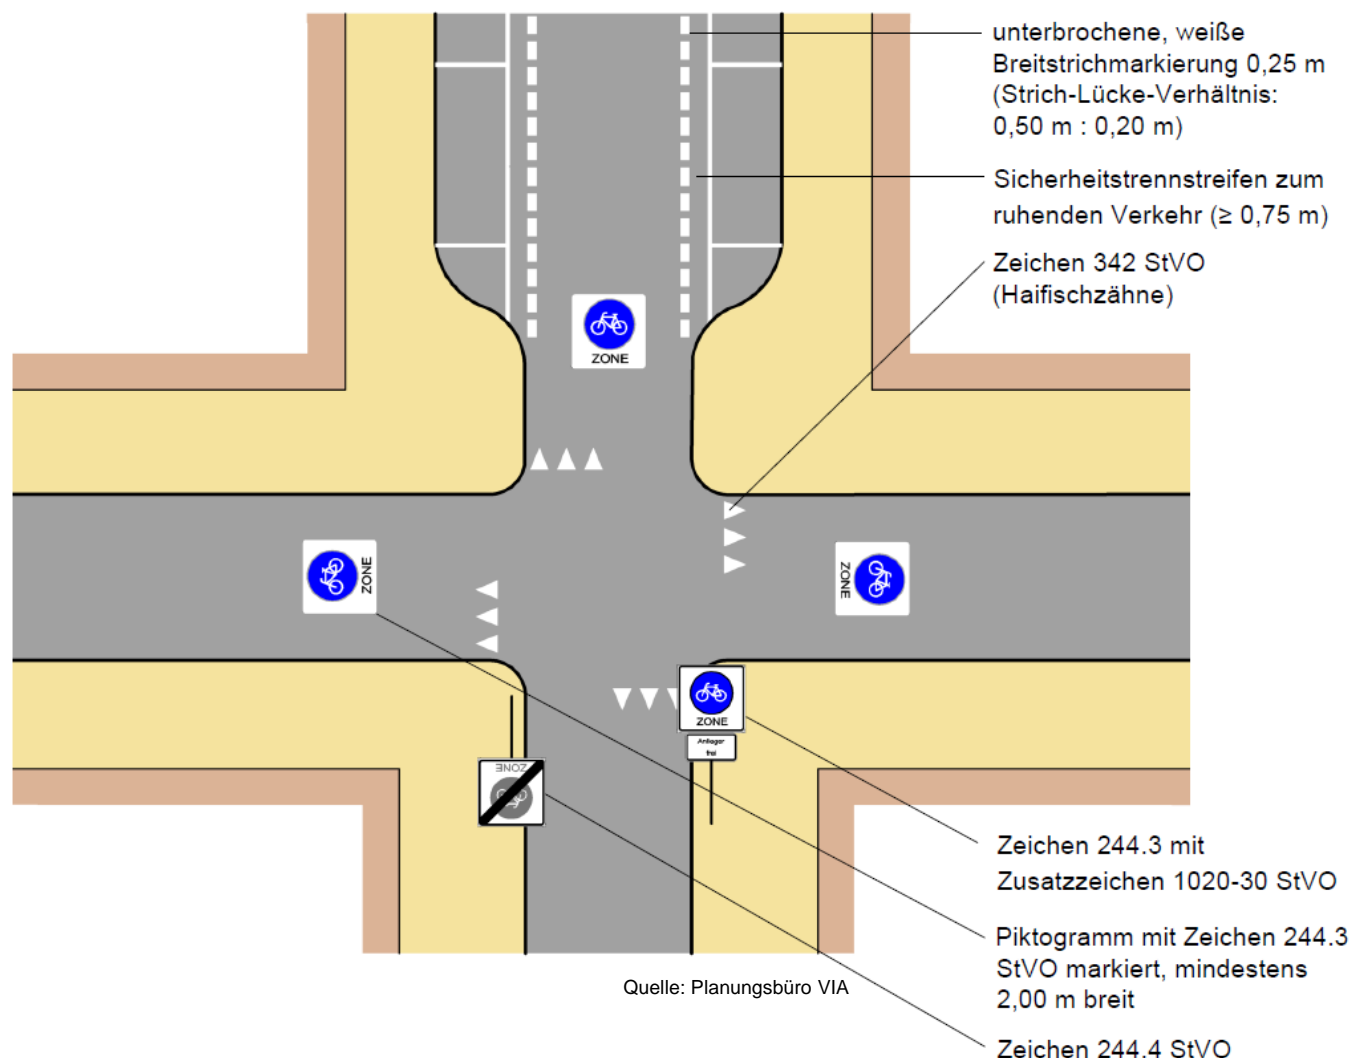 unterbrochene, weiße
Breitstrichmarkierung 0,25 m
(Strich-Lücke-Verhältnis:
0,50 m : 0,20 m)
Sicherheitstrennstreifen zum
ruhenden Verkehr (≥ 0,75 m)
Zeichen 342 StVO
(Haifischzähne)
ZONE
ZONE
ZONE
ZONE
Anlieger
frei
ZONE
Zeichen 244.3 mit
Zusatzzeichen 1020-30 StVO
Piktogramm mit Zeichen 244.3
StVO markiert, mindestens
2,00 m breit
Quelle: Planungsbüro VIA
Zeichen 244.4 StVO